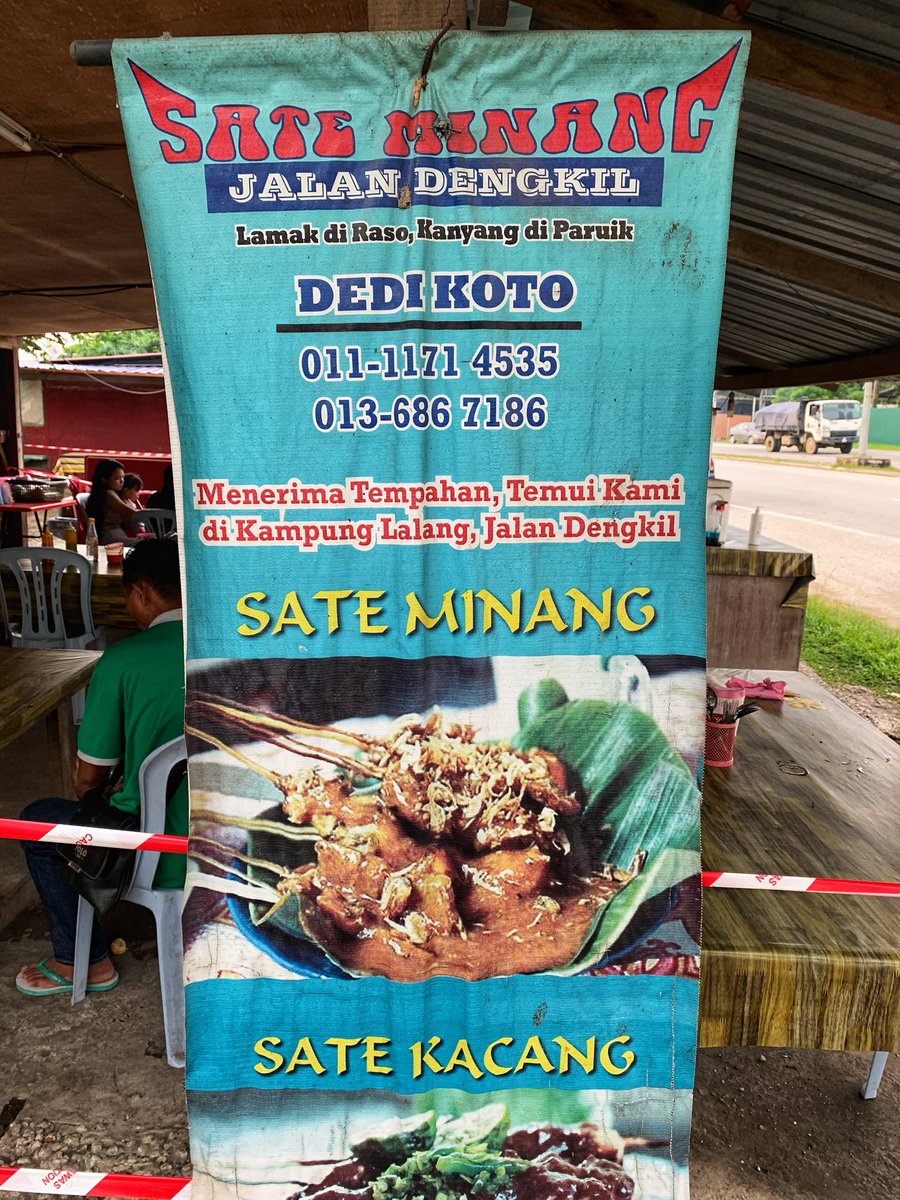 SATE MINANG
JALAN DENGKIL
Lamak di Raso, Kanyang di Paruik
DEDI KOTO
011-1171 4535
013-686 7186
Menerima Tempahan, Temui Kami
di Kampung Lalang, Jalan Dengkil
SATE MINANG
SATE KACANG